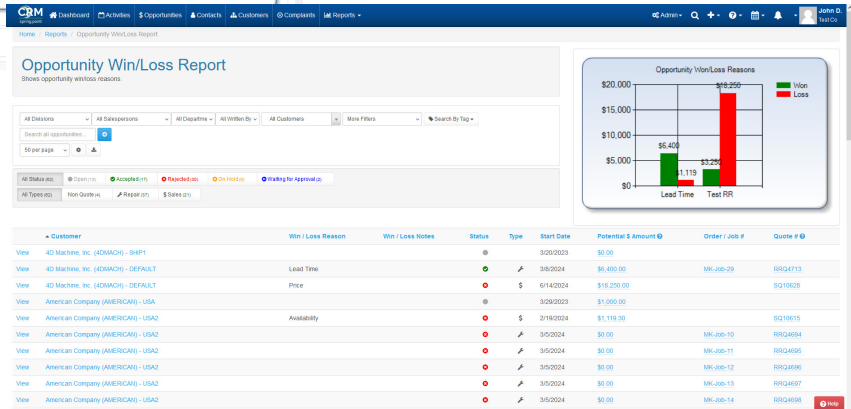 CRM
spring point
Dashboard Activities $ Opportunities Contacts Customers Complaints Reports
Admin
John D.
Test Co
Home / Reports / Opportunity Win/Loss Report
Opportunity Win/Loss Report
Shows opportunity win/loss reasons.
All Divisions All Salespersons All Departme All Written By All Customers More Filters Search By Tag
Search all opportunities...
50 per page
All Status (62) Open (13) Accepted (17) Rejected On Hold Waiting for Approval (2)
All Types (62) Non Quote (4) Repair (37) $ Sales (21)
Opportunity Won/Loss Reasons
$20,000
$15,000
$10,000
$5,000
$0
$6,400
$1,119
$3,250
$18,250
Lead Time Test RR
Won
Loss
Customer Win / Loss Reason Win / Loss Notes Status Type Start Date Potential $ Amount Order / Job # Quote #
View 4D Machine, Inc. (4DMACH) - SHIP1 3/20/2023 $0.00
View 4D Machine, Inc. (4DMACH) - DEFAULT Lead Time 3/8/2024 $6,400.00 MK-Job-29 RRQ4713
View 4D Machine, Inc. (4DMACH) - DEFAULT Price $ 6/14/2024 $18,250.00 SQ10628
View American Company (AMERICAN) - USA 3/29/2023 $1,000.00
View American Company (AMERICAN) - USA2 Availability $ 2/19/2024 $1,119.30 SQ10615
View American Company (AMERICAN) - USA2 3/5/2024 $0.00 MK-Job-10 RRQ4694
View American Company (AMERICAN) - USA2 3/5/2024 $0.00 MK-Job-11 RRQ4695
View American Company (AMERICAN) - USA2 3/5/2024 $0.00 MK-Job-12 RRQ4696
View American Company (AMERICAN) - USA2 3/5/2024 $0.00 MK-Job-13 RRQ4697
View American Company (AMERICAN) - USA2 3/5/2024 $0.00 MK-Job-14 RRQ4698
Help